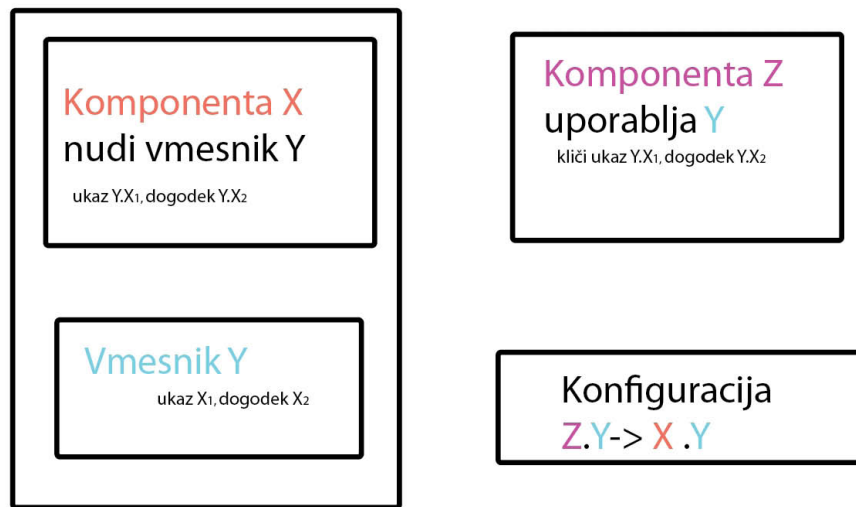 Komponenta X
nudi vmesnik Y
ukaz Y.X1, dogodek Y.X2
Vmesnik Y
ukaz X1, dogodek X2
Komponenta Z
uporablja Y
kliči ukaz Y.X1, dogodek Y.X2
Konfiguracija
Z.Y-> X .Y